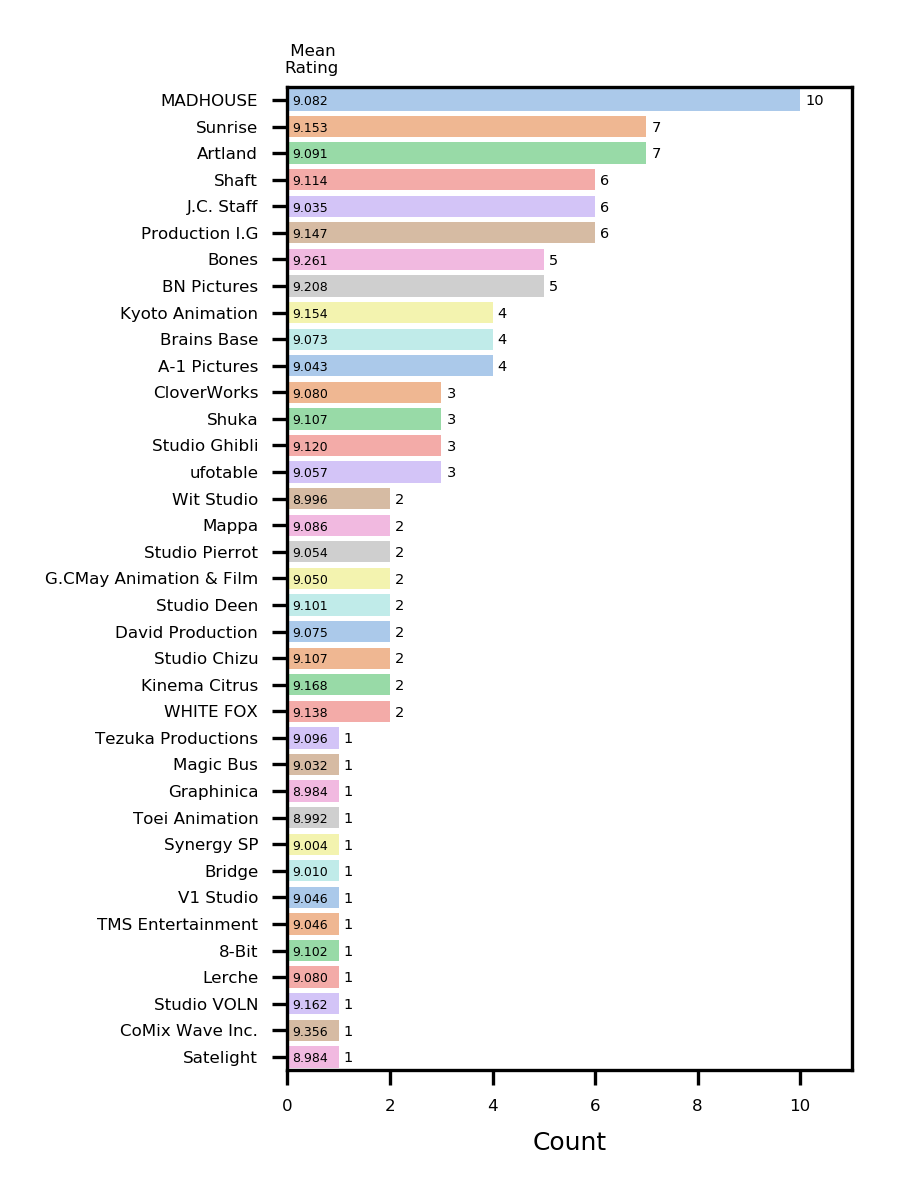 Mean
Rating
MADHOUSE 9.082 10
Sunrise 9.153 7
Artland 9.091 7
Shaft 9.114 6
J.C. Staff 9.035 6
Production I.G 9.147 6
Bones 9.261 5
BN Pictures 9.208 5
Kyoto Animation 9.154 4
Brains Base 9.073 4
A-1 Pictures 9.043 4
CloverWorks 9.080 3
Shuka 9.107 3
Studio Ghibli 9.120 3
ufotable 9.057 3
Wit Studio 8.996 2
Mappa 9.086 2
Studio Pierrot 9.054 2
G.CMay Animation & Film 9.050 2
Studio Deen 9.101 2
David Production 9.075 2
Studio Chizu 9.107 2
Kinema Citrus 9.168 2
WHITE FOX 9.138 2
Tezuka Productions 9.096 1
Magic Bus 9.032 1
Graphinica 8.984 1
Toei Animation 8.992 1
Synergy SP 9.004 1
Bridge 9.010 1
V1 Studio 9.046 1
TMS Entertainment 9.046 1
8-Bit 9.102 1
Lerche 9.080 1
Studio VOLN 9.162 1
CoMix Wave Inc. 9.356 1
Satelight 8.984 1
0 2 4 6 8 10
Count